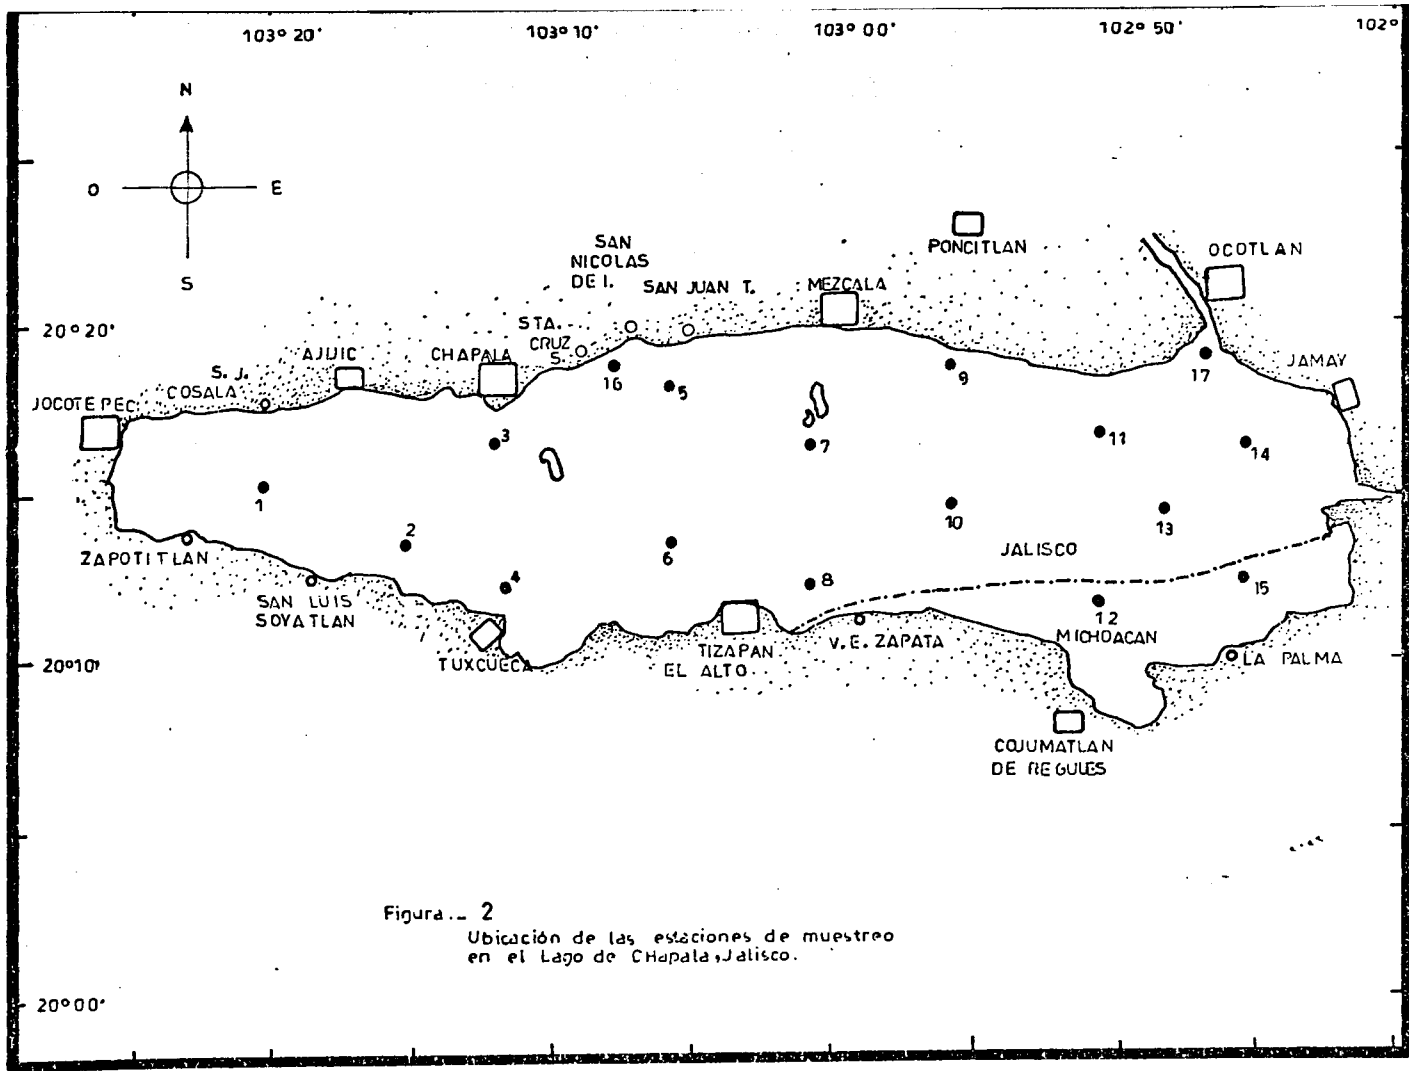 103° 20'
103° 10'
103° 00'
102° 50'
102°
N
O
E
S
SAN
NICOLAS
DE I.
SAN JUAN T.
MEZCALA
PONCITLAN
OCOTLAN
20° 20'
STA.
CRUZ
S.
AJIJIC
CHAPALA
JAMAY
S. J.
COSALA
JOCOTEPEC
16
5
9
17
3
7
11
14
1
2
10
13
6
JALISCO
ZAPOTITLAN
4
8
15
SAN LUIS
SOYATLAN
12
MICHOACAN
TUXCUECA
TIZAPAN
EL ALTO
V. E. ZAPATA
LA PALMA
20°10'
COJUMATLAN
DE REGULES
Figura.- 2
Ubicación de las estaciones de muestreo
en el Lago de CHapala, Jalisco.
20°00'